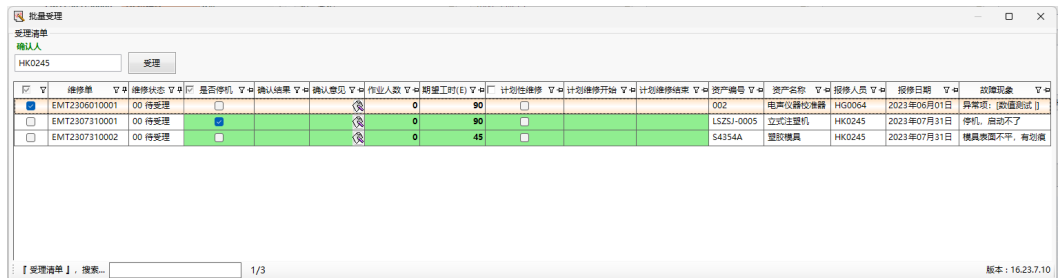 批量受理
受理清单
确认人
HK0245 受理
维修单 维修状态 是否停机 确认结果 确认意见 作业人数 期望工时(E) 计划性维修 计划维修开始 计划维修结束 资产编号 资产名称 报修人员 报修日期 故障现象
EMT2306010001 00 待受理 0 90 002 电声仪器校准器 HG0064 2023年06月01日 异常项：[数值测试 []
EMT2307310001 00 待受理 0 90 LSZSJ-0005 立式注塑机 HK0245 2023年07月31日 停机，启动不了
EMT2307310002 00 待受理 0 45 S4354A 塑胶模具 HK0245 2023年07月31日 模具表面不平，有划痕
『 受理清单 』, 搜索... 1/3 版本：16.23.7.10